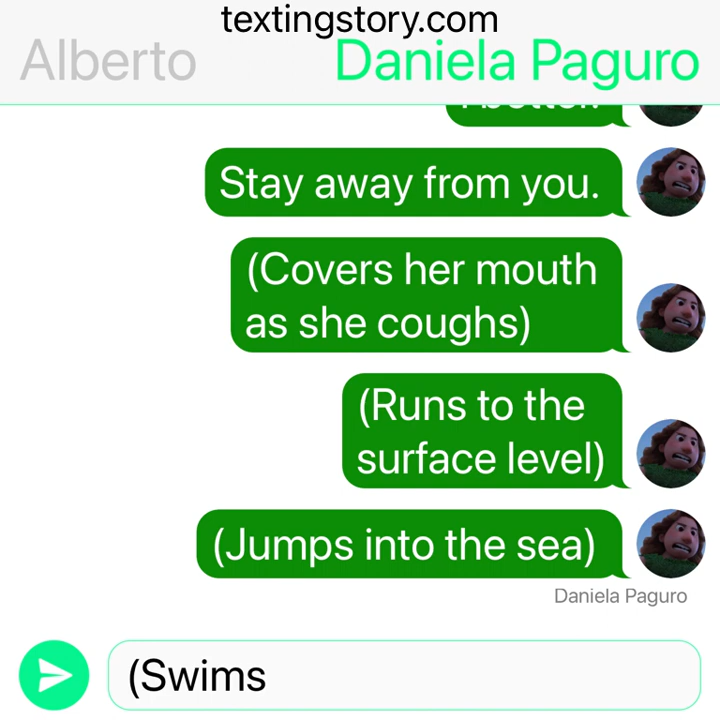 textingstory.com
Alberto
Daniela Paguro
Stay away from you.
(Covers her mouth
as she coughs)
(Runs to the
surface level)
(Jumps into the sea)
Daniela Paguro
(Swims